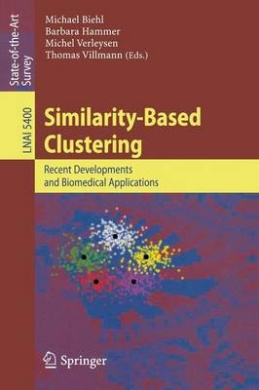 Michael Biehl
Barbara Hammer
Michel Verleysen
Thomas Villmann (Eds.)
State-of-the-Art
Survey
LNAI 5400
Similarity-Based
Clustering
Recent Developments
and Biomedical Applications
Springer